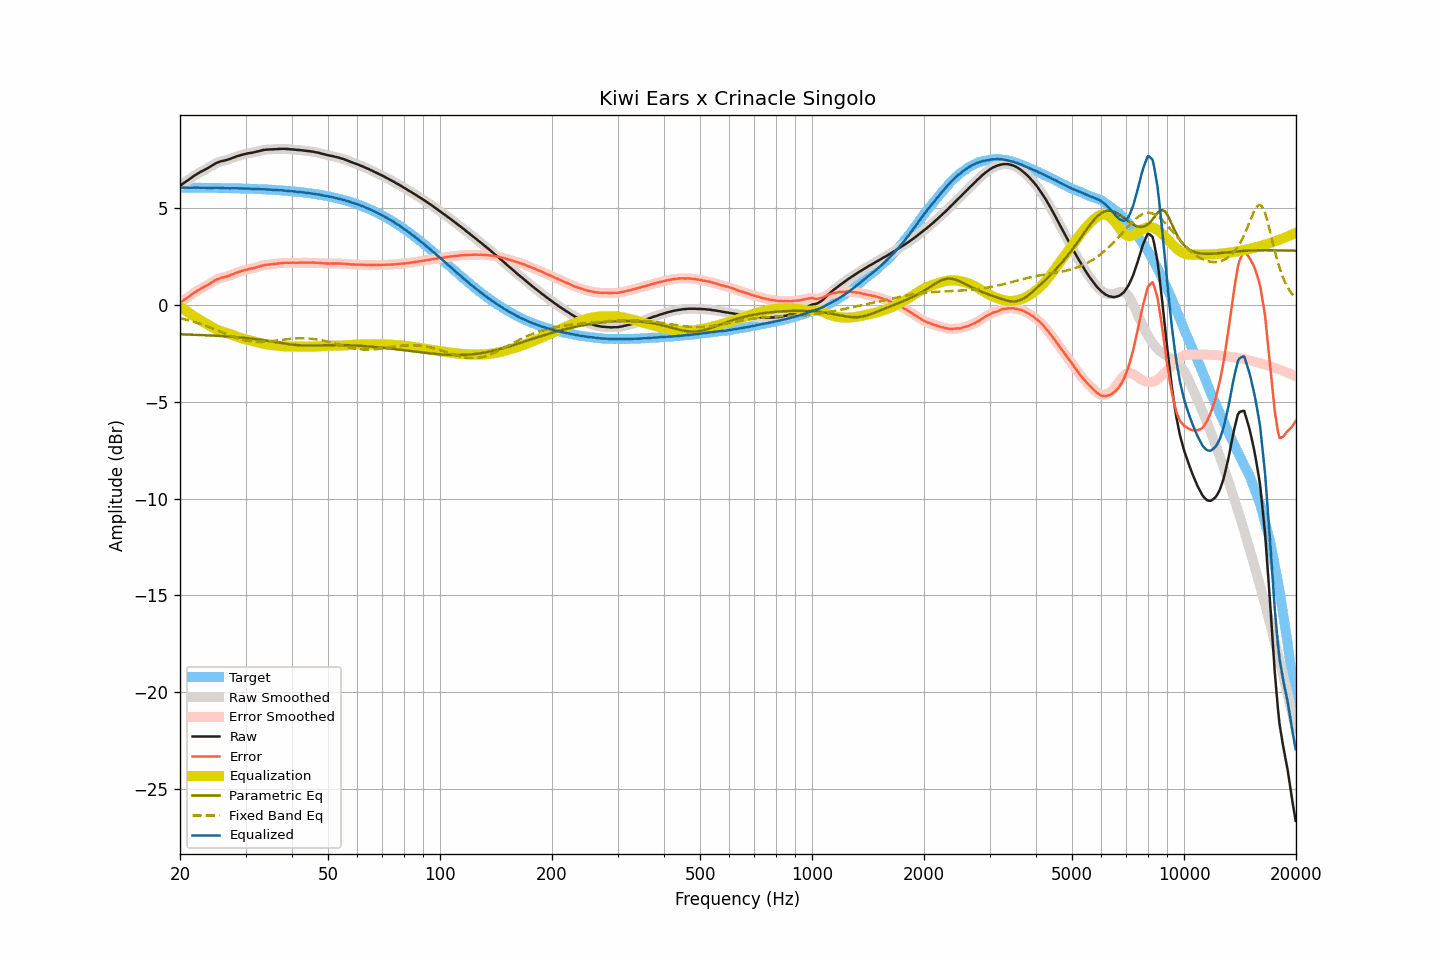 Kiwi Ears x Crinacle Singolo
Amplitude (dBr)
5
0
−5
−10
−15
−20
−25
Target
Raw Smoothed
Error Smoothed
Raw
Error
Equalization
Parametric Eq
Fixed Band Eq
Equalized
20 50 100 200 500 1000 2000 5000 10000 20000
Frequency (Hz)